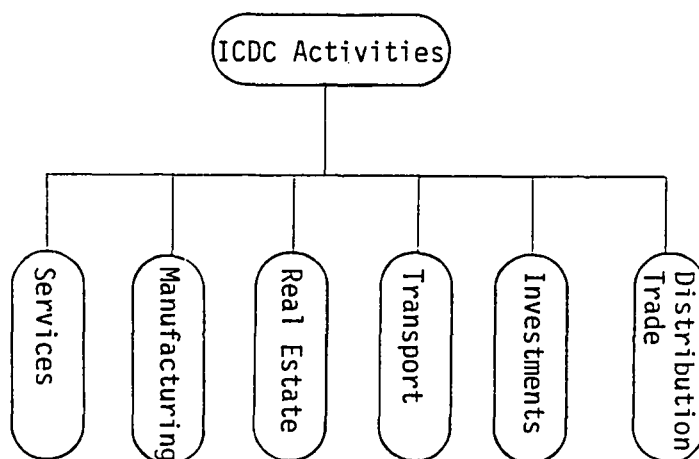 ICDC Activities
Services
Manufacturing
Real Estate
Transport
Investments
Distribution
Trade